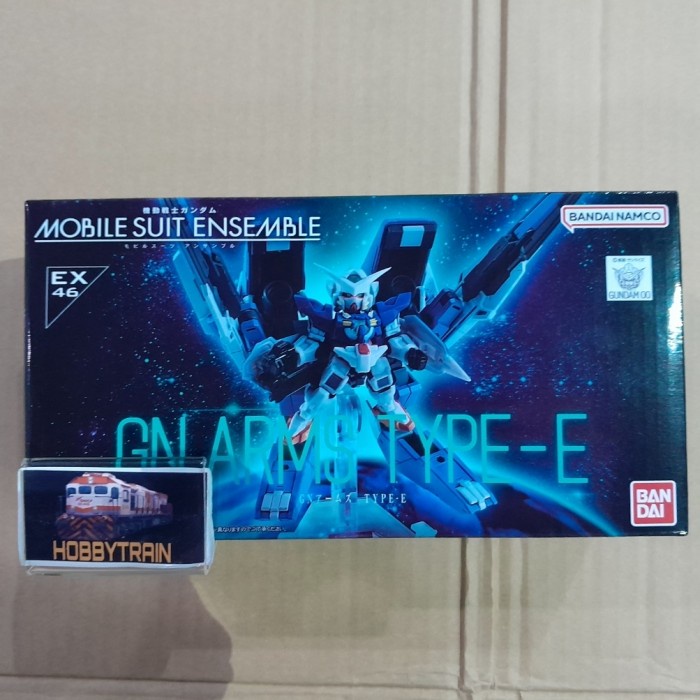 機動戦士ガンダム
MOBILE SUIT ENSEMBLE
モビルスーツ アンサンブル
BANDAI NAMCO
EX
46
GUNDAM 00
GN ARMS TYPE-E
GNアームズ TYPE-E
BAN
DAI
HOBBYTRAIN